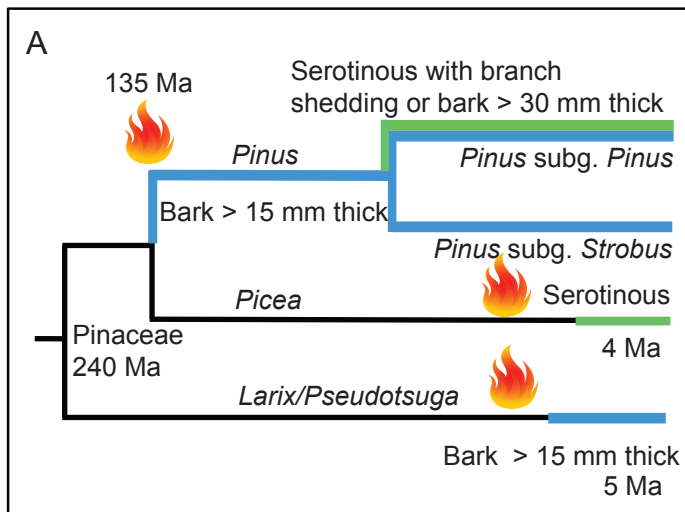 A
135 Ma
Serotinous with branch
shedding or bark > 30 mm thick
Pinus
Pinus subg. Pinus
Bark > 15 mm thick
Pinus subg. Strobus
Picea
Serotinous
Pinaceae
240 Ma
4 Ma
Larix/Pseudotsuga
Bark > 15 mm thick
5 Ma